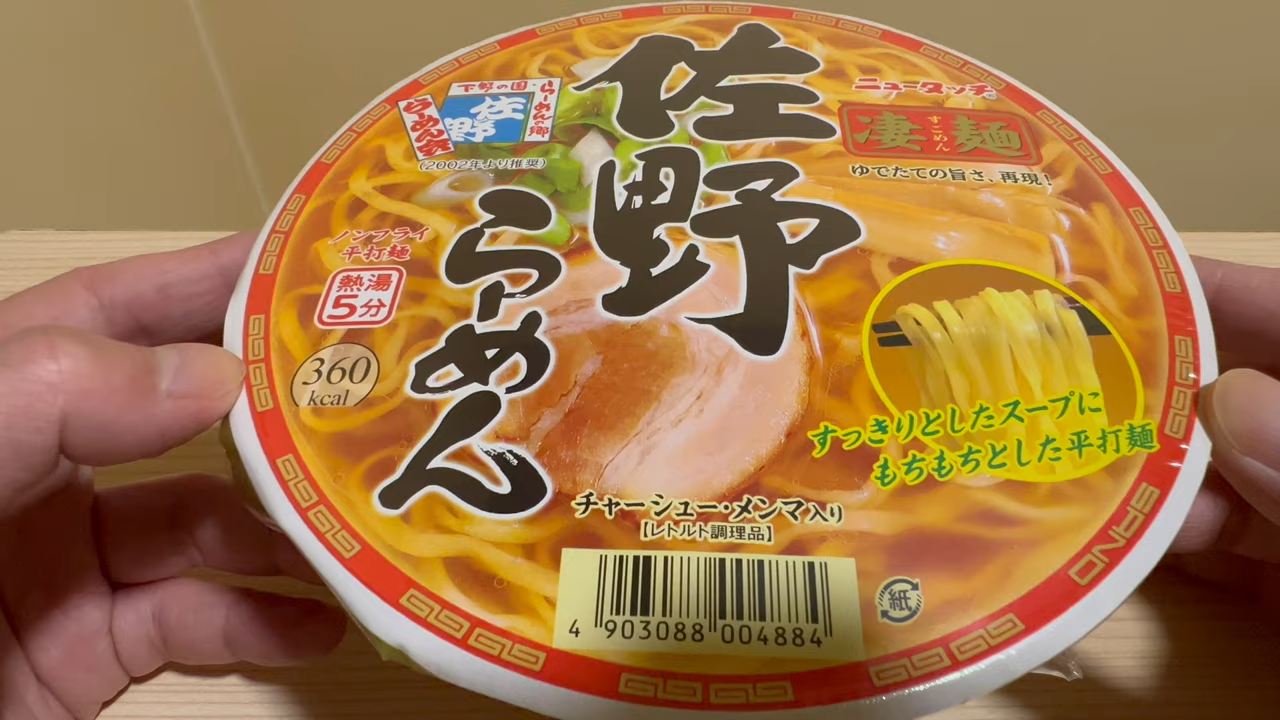 佐野
らーめん
下野の国・らーめんの郷
佐野
らーめん会
(2002年より推奨)
ニュータッチ®
凄麺
すごめん
ゆでたての旨さ、再現!
ノンフライ
平打麺
熱湯
5分
360
kcal
すっきりとしたスープに
もちもちとした平打麺
チャーシュー・メンマ入り
【レトルト調理品】
4 903088 004884
紙
SANO